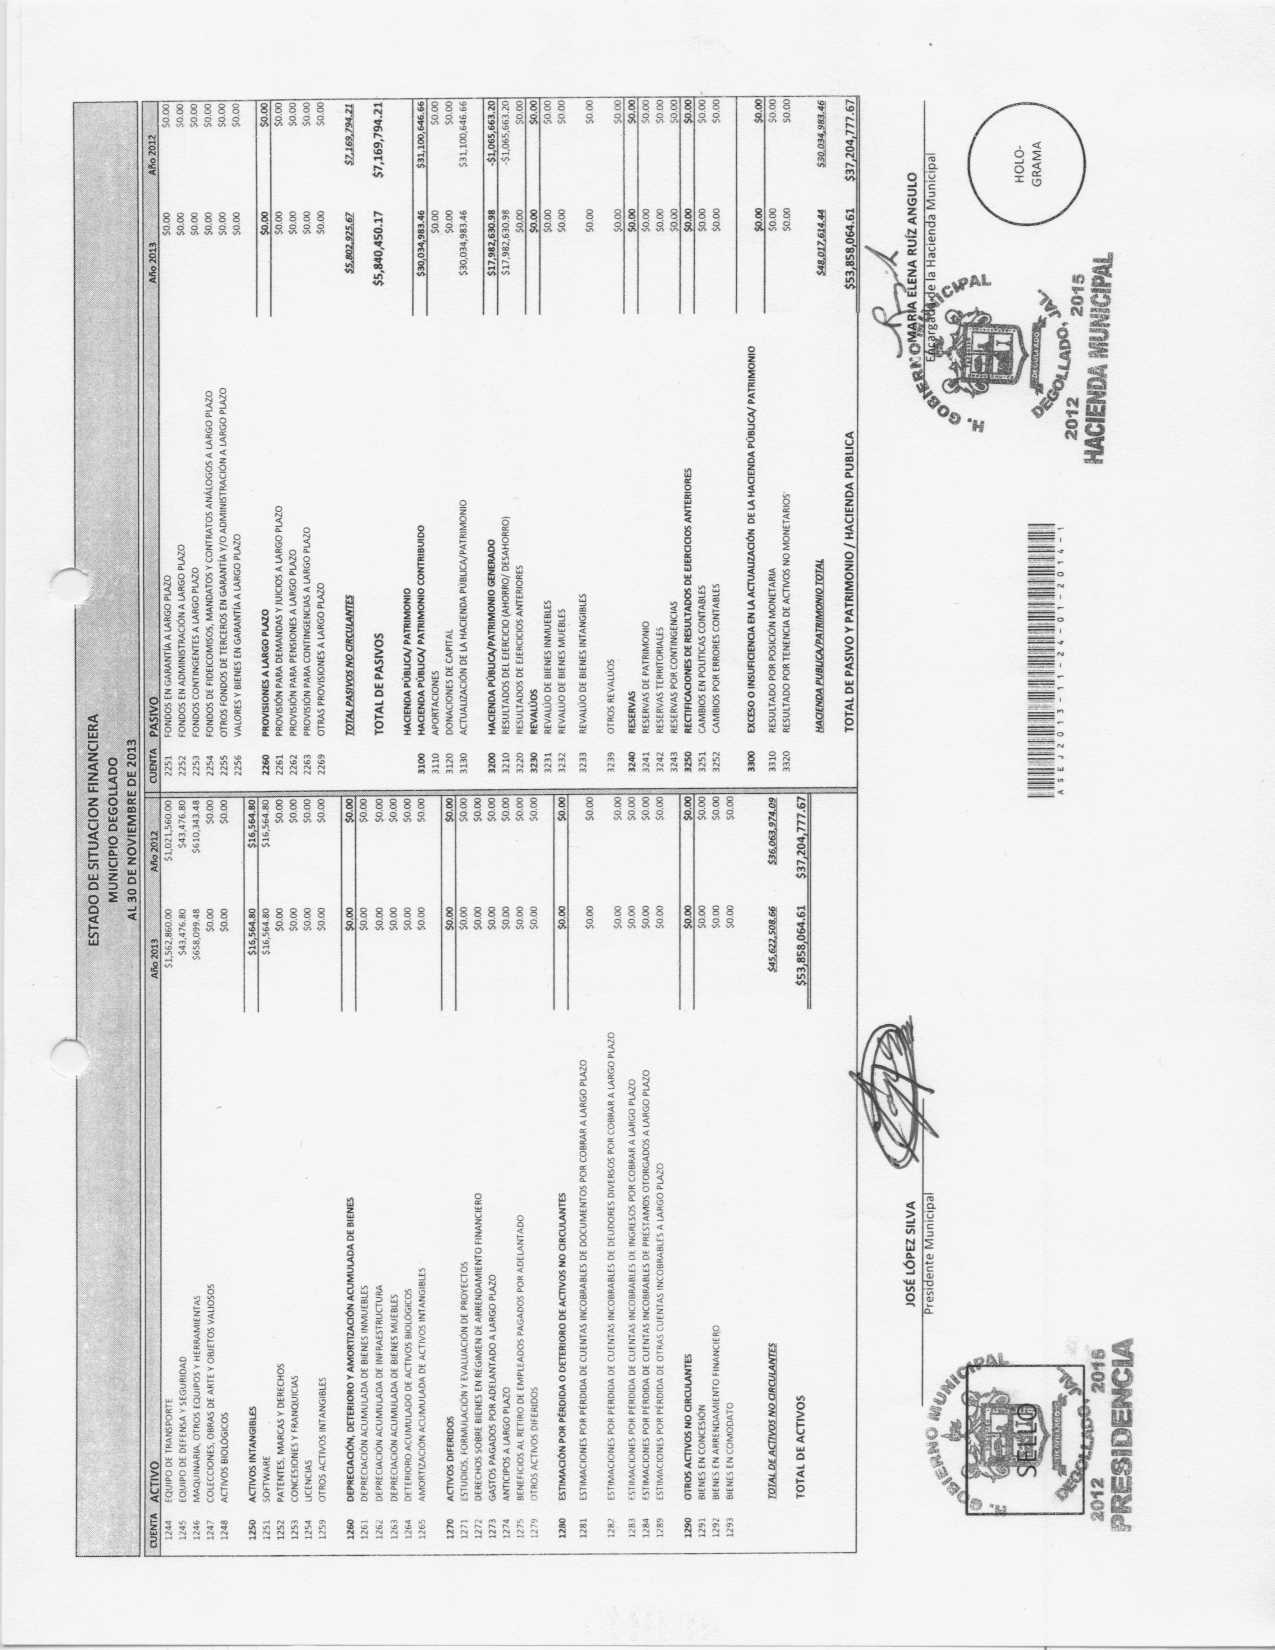 ESTADO DE SITUACION FINANCIERA
MUNICIPIO DEGOLLADO
AL 30 DE NOVIEMBRE DE 2013
CUENTA ACTIVO Año 2013 Año 2012
1244 EQUIPO DE TRANSPORTE $1,562,860.00 $1,021,560.00
1245 EQUIPO DE DEFENSA Y SEGURIDAD $43,476.80 $43,476.80
1246 MAQUINARIA, OTROS EQUIPOS Y HERRAMIENTAS $658,099.48 $610,343.48
1247 COLECCIONES, OBRAS DE ARTE Y OBJETOS VALIOSOS $0.00 $0.00
1248 ACTIVOS BIOLÓGICOS $0.00 $0.00
1250 ACTIVOS INTANGIBLES $16,564.80 $16,564.80
1251 SOFTWARE $16,564.80 $16,564.80
1252 PATENTES, MARCAS Y DERECHOS $0.00 $0.00
1253 CONCESIONES Y FRANQUICIAS $0.00 $0.00
1254 LICENCIAS $0.00 $0.00
1259 OTROS ACTIVOS INTANGIBLES $0.00 $0.00
1260 DEPRECIACIÓN, DETERIORO Y AMORTIZACIÓN ACUMULADA DE BIENES $0.00 $0.00
1261 DEPRECIACIÓN ACUMULADA DE BIENES INMUEBLES $0.00 $0.00
1262 DEPRECIACIÓN ACUMULADA DE INFRAESTRUCTURA $0.00 $0.00
1263 DEPRECIACIÓN ACUMULADA DE BIENES MUEBLES $0.00 $0.00
1264 DETERIORO ACUMULADO DE ACTIVOS BIOLÓGICOS $0.00 $0.00
1265 AMORTIZACIÓN ACUMULADA DE ACTIVOS INTANGIBLES $0.00 $0.00
1270 ACTIVOS DIFERIDOS $0.00 $0.00
1271 ESTUDIOS, FORMULACIÓN Y EVALUACIÓN DE PROYECTOS $0.00 $0.00
1272 DERECHOS SOBRE BIENES EN RÉGIMEN DE ARRENDAMIENTO FINANCIERO $0.00 $0.00
1273 GASTOS PAGADOS POR ADELANTADO A LARGO PLAZO $0.00 $0.00
1274 ANTICIPOS A LARGO PLAZO $0.00 $0.00
1275 BENEFICIOS AL RETIRO DE EMPLEADOS PAGADOS POR ADELANTADO $0.00 $0.00
1279 OTROS ACTIVOS DIFERIDOS $0.00 $0.00
1280 ESTIMACIÓN POR PÉRDIDA O DETERIORO DE ACTIVOS NO CIRCULANTES $0.00 $0.00
1281 ESTIMACIONES POR PÉRDIDA DE CUENTAS INCOBRABLES DE DOCUMENTOS POR COBRAR A LARGO PLAZO $0.00 $0.00
1282 ESTIMACIONES POR PÉRDIDA DE CUENTAS INCOBRABLES DE DEUDORES DIVERSOS POR COBRAR A LARGO PLAZO $0.00 $0.00
1283 ESTIMACIONES POR PÉRDIDA DE CUENTAS INCOBRABLES DE INGRESOS POR COBRAR A LARGO PLAZO $0.00 $0.00
1284 ESTIMACIONES POR PÉRDIDA DE CUENTAS INCOBRABLES DE PRESTAMOS OTORGADOS A LARGO PLAZO $0.00 $0.00
1289 ESTIMACIONES POR PÉRDIDA DE OTRAS CUENTAS INCOBRABLES A LARGO PLAZO $0.00 $0.00
1290 OTROS ACTIVOS NO CIRCULANTES $0.00 $0.00
1291 BIENES EN CONCESIÓN $0.00 $0.00
1292 BIENES EN ARRENDAMIENTO FINANCIERO $0.00 $0.00
1293 BIENES EN COMODATO $0.00 $0.00
TOTAL DE ACTIVOS NO CIRCULANTES $45,622,508.66 $36,063,974.09
TOTAL DE ACTIVOS $53,858,064.61 $37,204,777.67
CUENTA PASIVO Año 2013 Año 2012
2251 FONDOS EN GARANTÍA A LARGO PLAZO $0.00 $0.00
2252 FONDOS EN ADMINISTRACIÓN A LARGO PLAZO $0.00 $0.00
2253 FONDOS CONTINGENTES A LARGO PLAZO $0.00 $0.00
2254 FONDOS DE FIDEICOMISOS, MANDATOS Y CONTRATOS ANÁLOGOS A LARGO PLAZO $0.00 $0.00
2255 OTROS FONDOS DE TERCEROS EN GARANTÍA Y/O ADMINISTRACIÓN A LARGO PLAZO $0.00 $0.00
2256 VALORES Y BIENES EN GARANTÍA A LARGO PLAZO $0.00 $0.00
2260 PROVISIONES A LARGO PLAZO $0.00 $0.00
2261 PROVISIÓN PARA DEMANDAS Y JUICIOS A LARGO PLAZO $0.00 $0.00
2262 PROVISIÓN PARA PENSIONES A LARGO PLAZO $0.00 $0.00
2263 PROVISIÓN PARA CONTINGENCIAS A LARGO PLAZO $0.00 $0.00
2269 OTRAS PROVISIONES A LARGO PLAZO $0.00 $0.00
TOTAL PASIVOS NO CIRCULANTES $5,802,925.67 $7,169,794.21
TOTAL DE PASIVOS $5,840,450.17 $7,169,794.21
HACIENDA PÚBLICA/ PATRIMONIO
3100 HACIENDA PÚBLICA/ PATRIMONIO CONTRIBUIDO $30,034,983.46 $31,100,646.66
3110 APORTACIONES $0.00 $0.00
3120 DONACIONES DE CAPITAL $0.00 $0.00
3130 ACTUALIZACIÓN DE LA HACIENDA PÚBLICA/PATRIMONIO $30,034,983.46 $31,100,646.66
3200 HACIENDA PÚBLICA/PATRIMONIO GENERADO $17,982,630.98 -$1,065,663.20
3210 RESULTADOS DEL EJERCICIO (AHORRO/ DESAHORRO) $17,982,630.98 -$1,065,663.20
3220 RESULTADOS DE EJERCICIOS ANTERIORES $0.00 $0.00
3230 REVALÚOS $0.00 $0.00
3231 REVALÚO DE BIENES INMUEBLES $0.00 $0.00
3232 REVALÚO DE BIENES MUEBLES $0.00 $0.00
3233 REVALÚO DE BIENES INTANGIBLES $0.00 $0.00
3239 OTROS REVALÚOS $0.00 $0.00
3240 RESERVAS $0.00 $0.00
3241 RESERVAS DE PATRIMONIO $0.00 $0.00
3242 RESERVAS TERRITORIALES $0.00 $0.00
3243 RESERVAS POR CONTINGENCIAS $0.00 $0.00
3250 RECTIFICACIONES DE RESULTADOS DE EJERCICIOS ANTERIORES $0.00 $0.00
3251 CAMBIOS EN POLÍTICAS CONTABLES $0.00 $0.00
3252 CAMBIOS POR ERRORES CONTABLES $0.00 $0.00
3300 EXCESO O INSUFICIENCIA EN LA ACTUALIZACIÓN DE LA HACIENDA PÚBLICA/ PATRIMONIO $0.00 $0.00
3310 RESULTADO POR POSICIÓN MONETARIA $0.00 $0.00
3320 RESULTADO POR TENENCIA DE ACTIVOS NO MONETARIOS $0.00 $0.00
HACIENDA PUBLICA/PATRIMONIO TOTAL $48,017,614.44 $30,034,983.46
TOTAL DE PASIVO Y PATRIMONIO / HACIENDA PUBLICA $53,858,064.61 $37,204,777.67
JOSÉ LÓPEZ SILVA
Presidente Municipal
MARÍA ELENA RUÍZ ANGULO
Encargada de la Hacienda Municipal
H. GOBIERNO MUNICIPAL
SELLO
DEGOLLADO, JAL.
2012 2015
PRESIDENCIA
ASEJ2013-11-24-01-2014-1
H. GOBIERNO MUNICIPAL
DEGOLLADO
DEGOLLADO, JAL.
2012 2015
HACIENDA MUNICIPAL
HOLO-
GRAMA